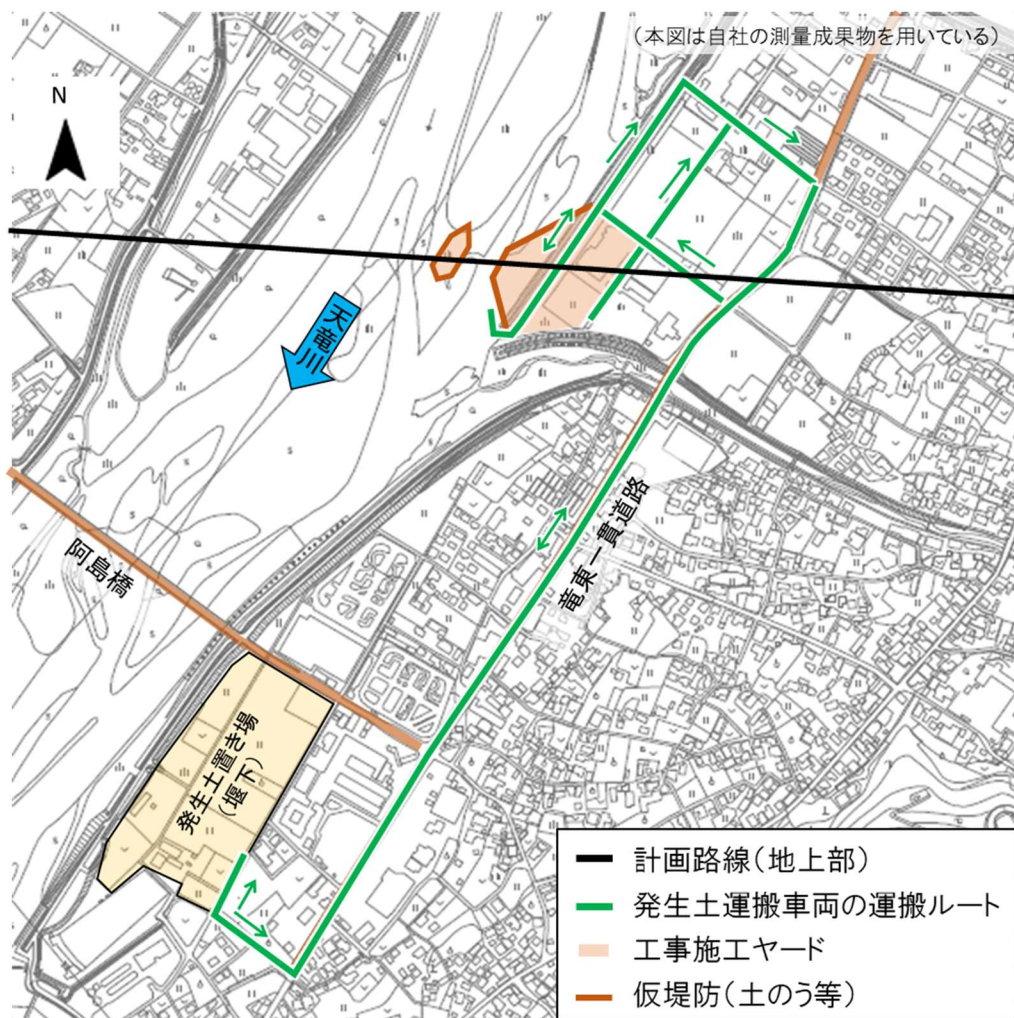 (本図は自社の測量成果物を用いている)
N
天竜川
阿島橋
竜東一貫道路
発生土置き場
(堰下)
計画路線(地上部)
発生土運搬車両の運搬ルート
工事施工ヤード
仮堤防(土のう等)